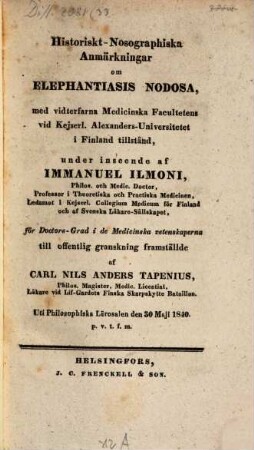 Historiskt-Nosographiska
Anmärkningar
om
ELEPHANTIASIS NODOSA,
med vidterfarna Medicinska Facultetens
vid Kejserl. Alexanders-Universitetet
i Finland tillstånd,
under inseende af
IMMANUEL ILMONI,
Philos. och Medic. Doctor,
Professor i Theoretiska och Practiska Medicinen,
Ledamot i Kejserl. Collegium Medicum för Finland
och af Svenska Läkare-Sällskapet,
för Doctors-Grad i de Medicinska vetenskaperna
till offentlig granskning framställde
af
CARL NILS ANDERS TAPENIUS,
Philos. Magister, Medic. Licentiat,
Läkare vid Lif-Gardets Finska Skarpskytte Bataillon.
Uti Philosophiska Lärosalen den 30 Maji 1840.
p. v. t. f. m.
HELSINGFORS,
J. C. FRENCKELL & SON.